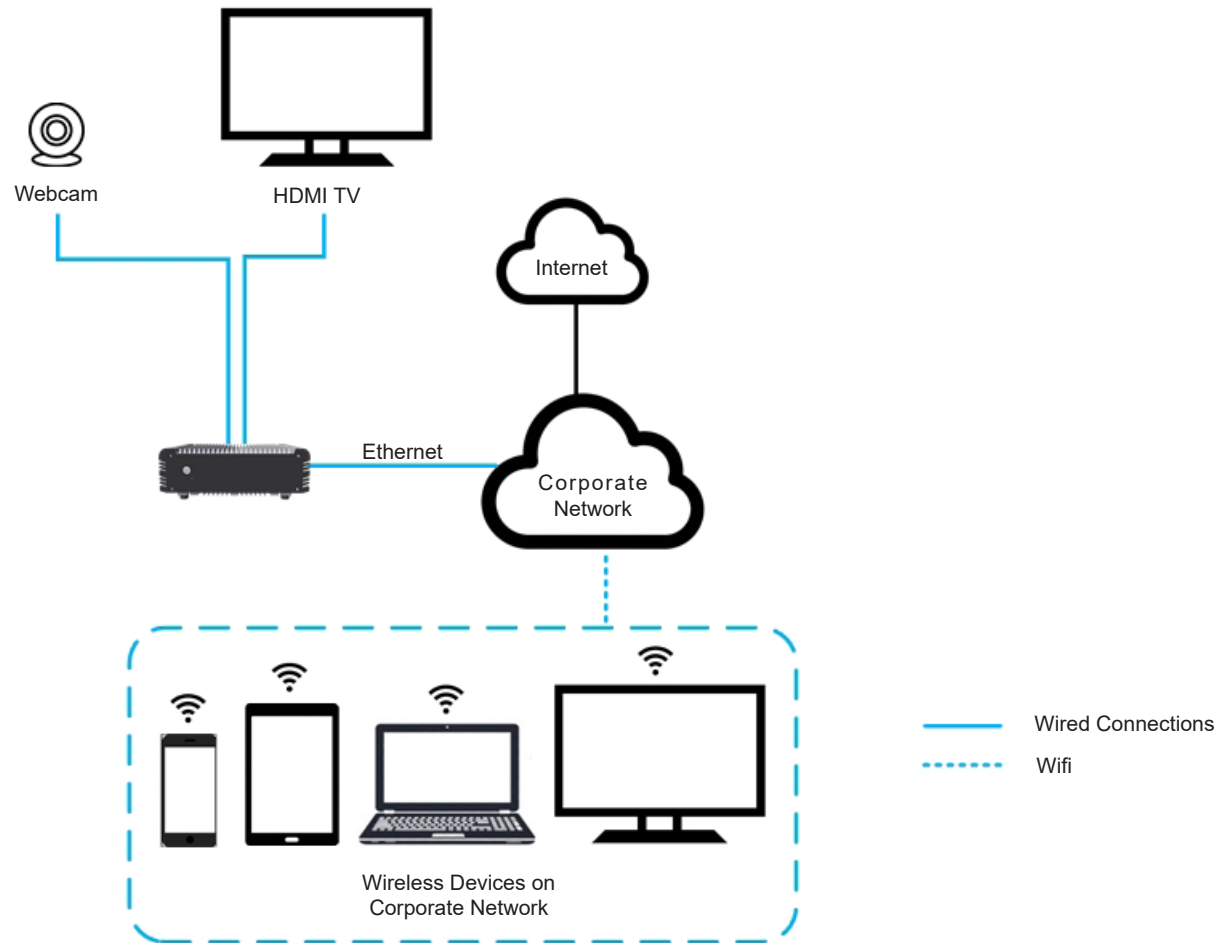 Webcam
HDMI TV
Internet
Ethernet
Corporate
Network
Wired Connections
Wifi
Wireless Devices on
Corporate Network